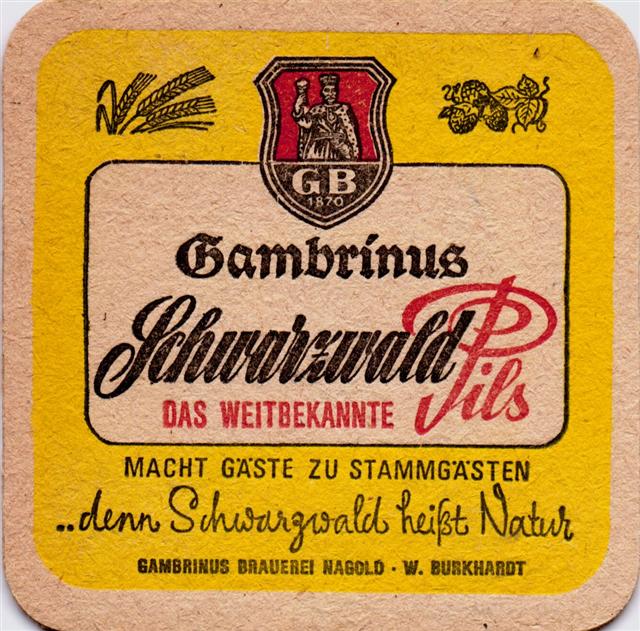 GB
1870
Gambrinus
Schwarzwald Pils
DAS WEITBEKANNTE
MACHT GÄSTE ZU STAMMGÄSTEN
..denn Schwarzwald heißt Natur
GAMBRINUS BRAUEREI NAGOLD · W. BURKHARDT